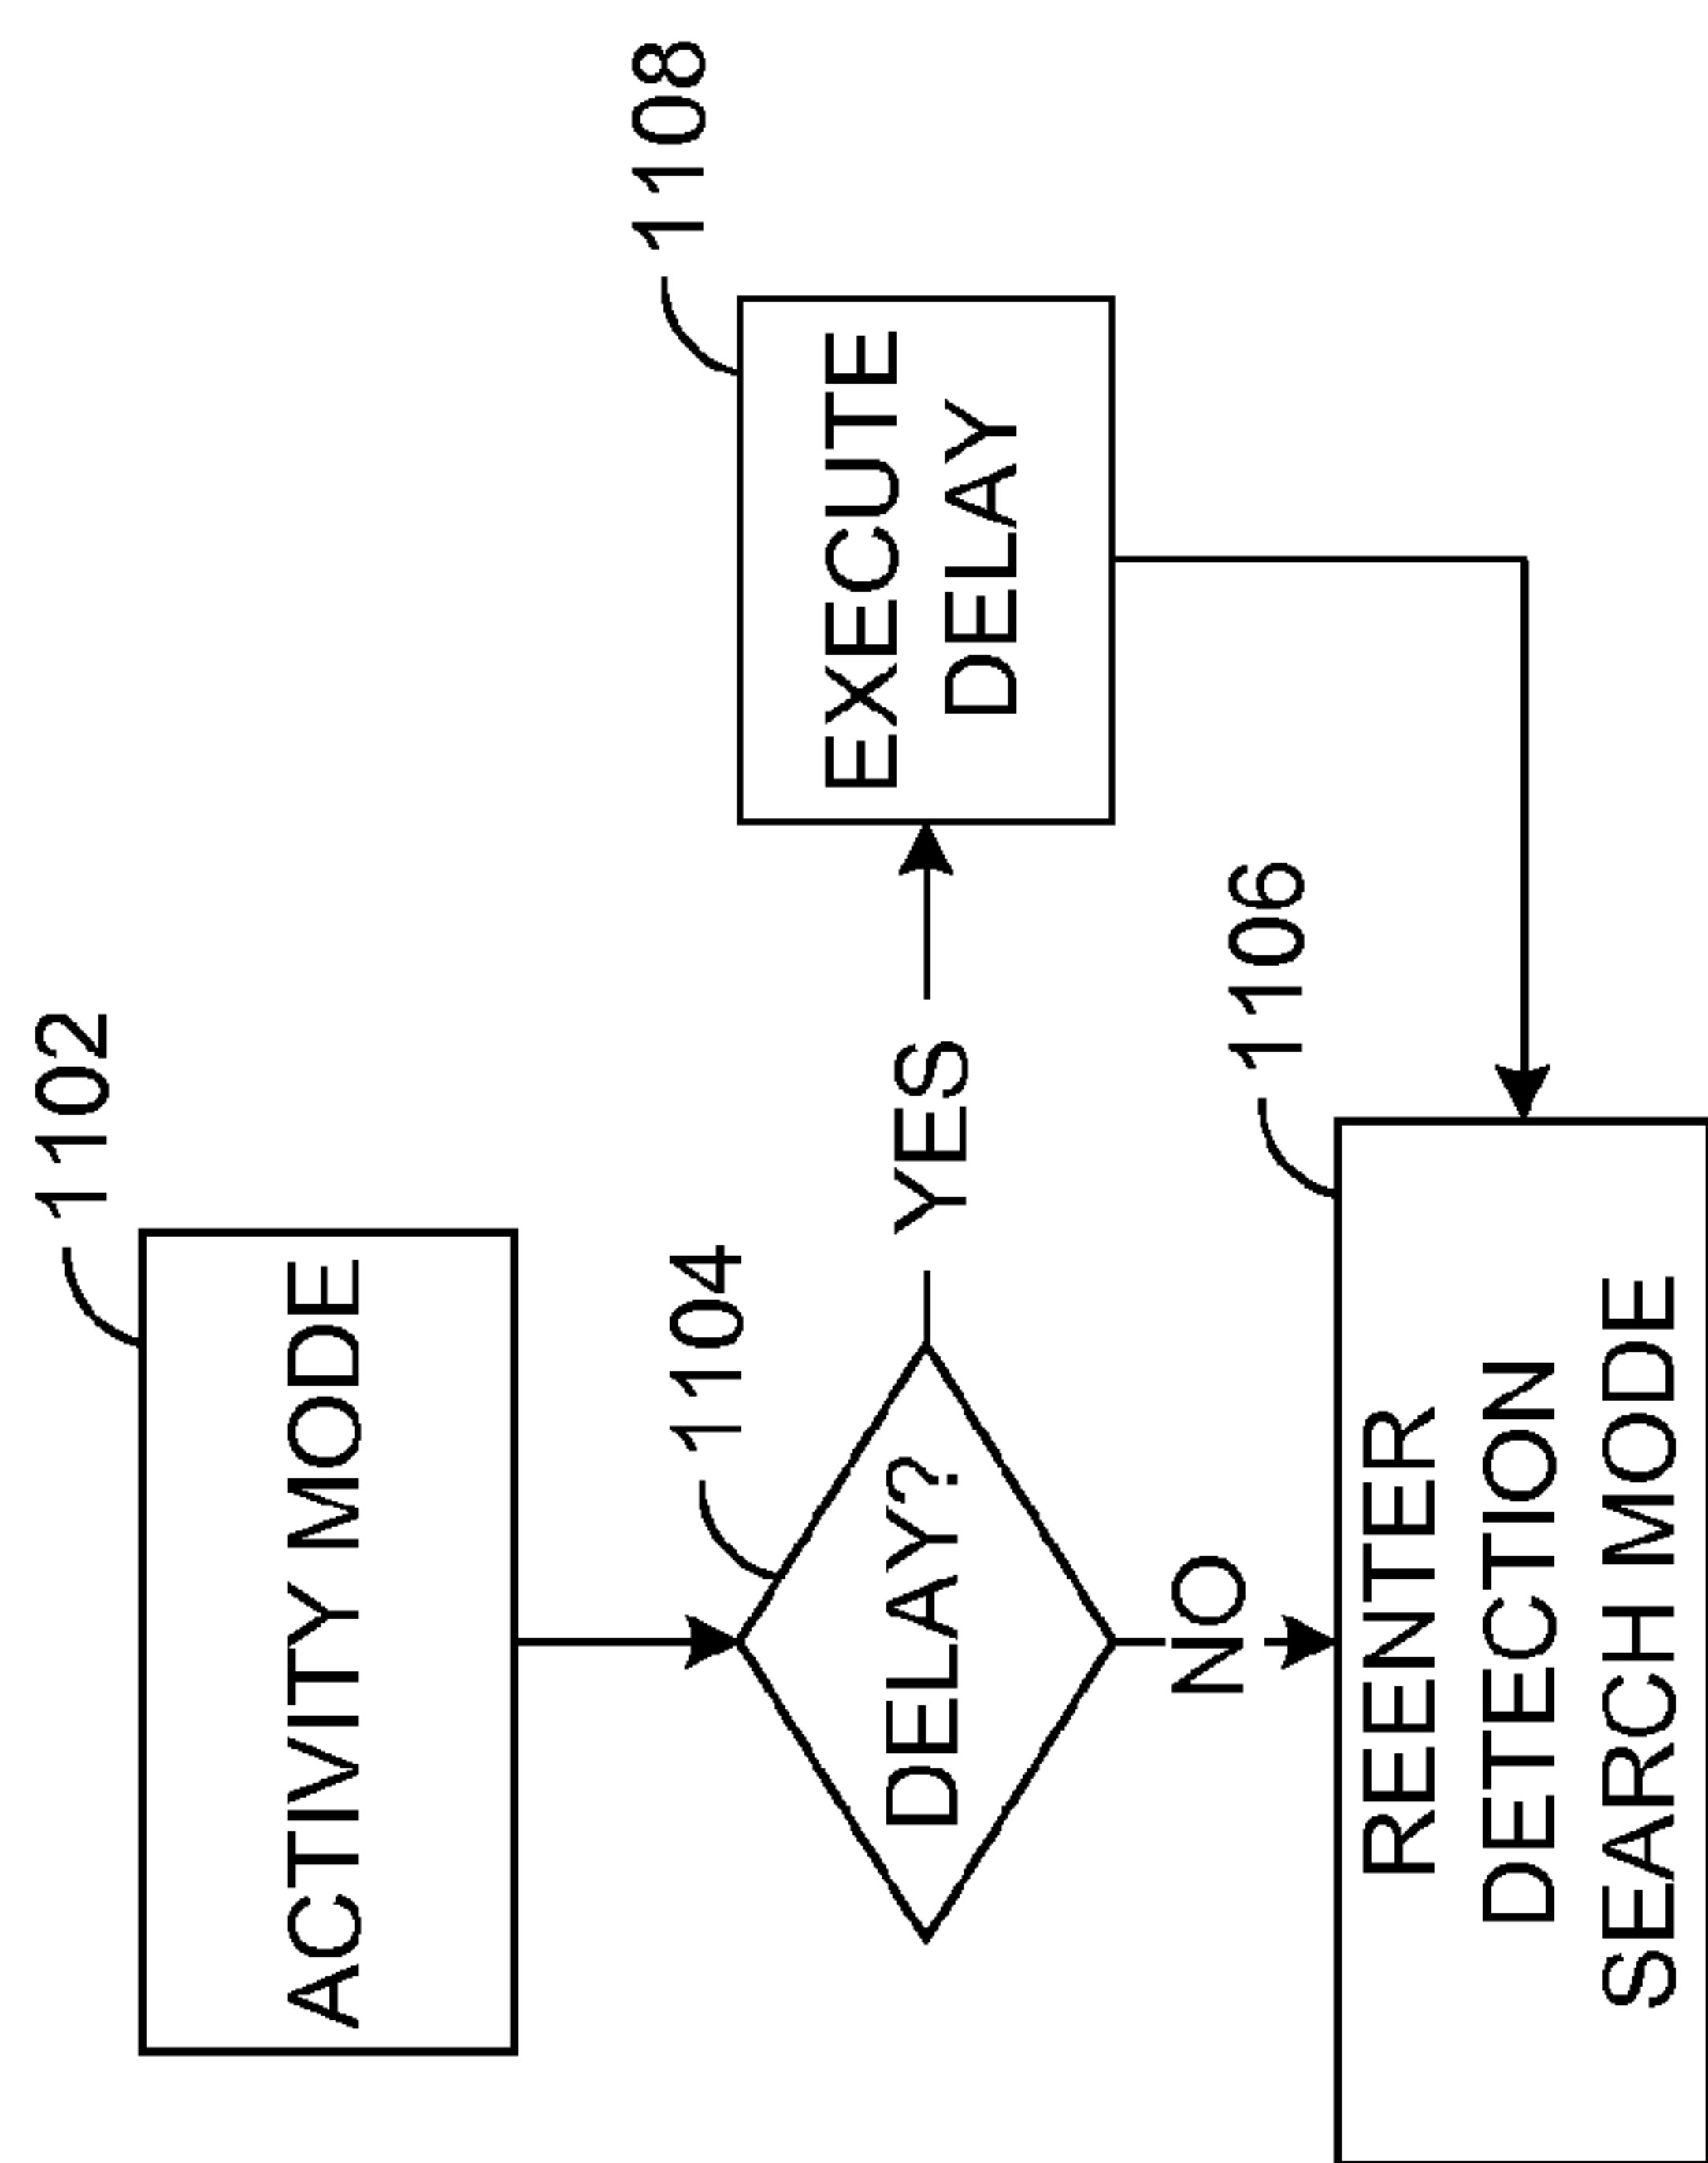 1102
ACTIVITY MODE
1104
DELAY?
YES
1108
EXECUTE
DELAY
NO
1106
REENTER
DETECTION
SEARCH MODE